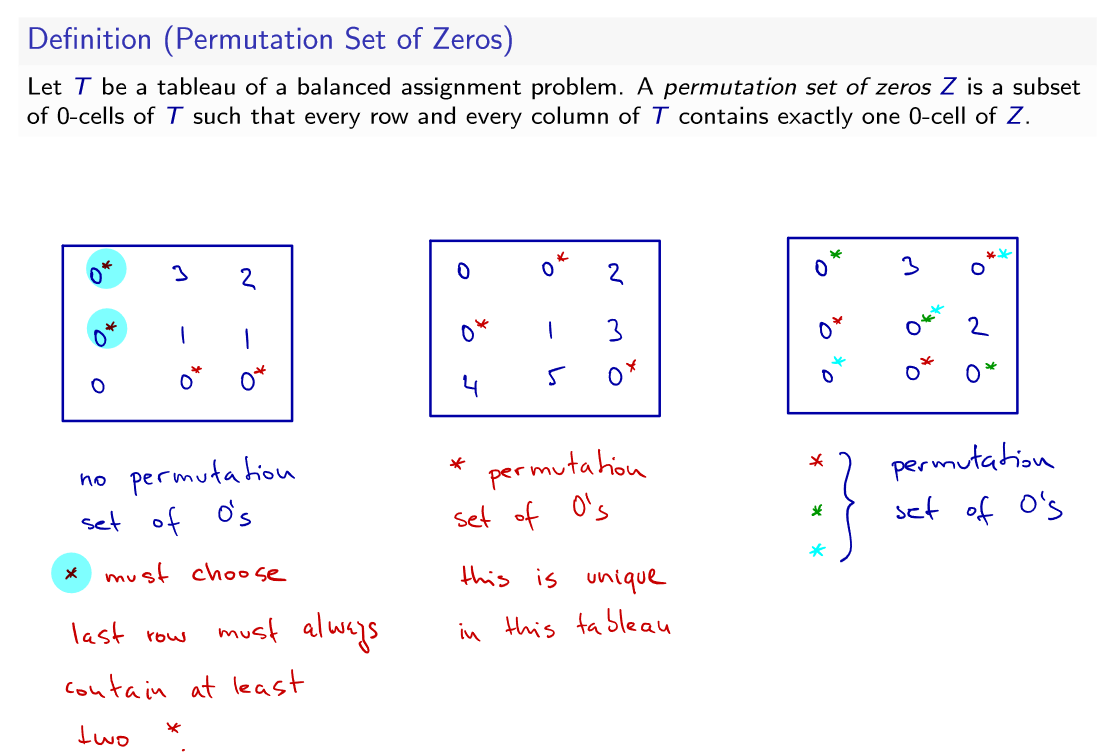 Definition (Permutation Set of Zeros)
Let T be a tableau of a balanced assignment problem. A permutation set of zeros Z is a subset
of 0-cells of T such that every row and every column of T contains exactly one 0-cell of Z.
0* 3 2
0* 1 1
0 0* 0*
no permutation
set of 0's
* must choose
last row must always
contain at least
two *.
0 0* 2
0* 1 3
4 5 0*
* permutation
set of 0's
this is unique
in this tableau
0* 3 0**
0* 0** 2
0* 0* 0*
*
*
*
} permutation
set of 0's